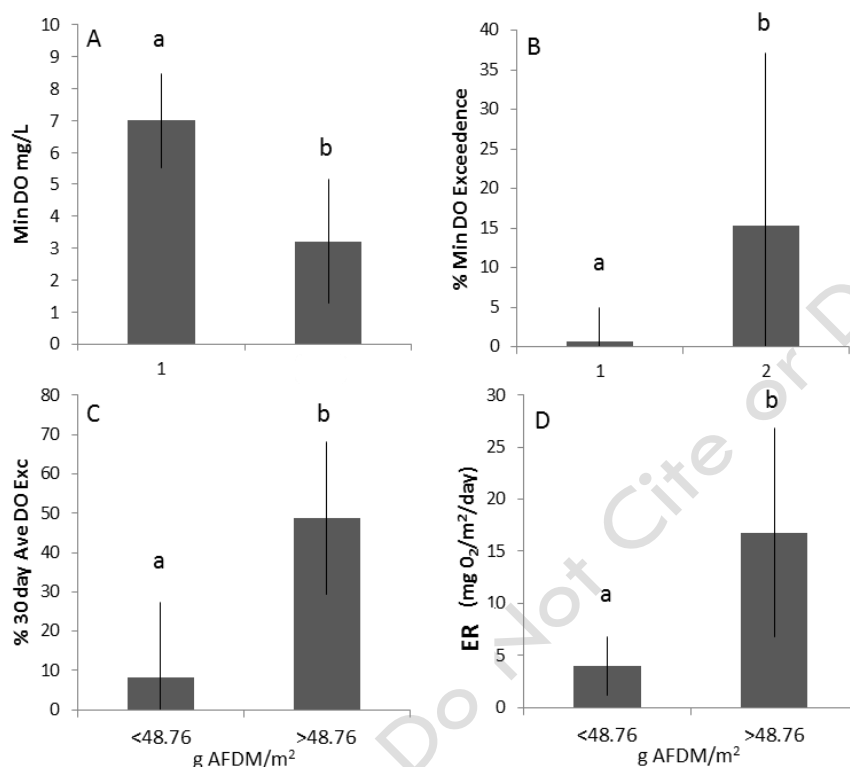 A
a
b
Min DO mg/L
10
9
8
7
6
5
4
3
2
1
0
1
B
a
b
% Min DO Exceedence
40
35
30
25
20
15
10
5
0
1 2
C
a
b
% 30 day Ave DO Exc
80
70
60
50
40
30
20
10
0
<48.76 >48.76
g AFDM/m²
D
a
b
ER (mg O₂/m²/day)
30
25
20
15
10
5
0
<48.76 >48.76
g AFDM/m²
Do Not Cite or D